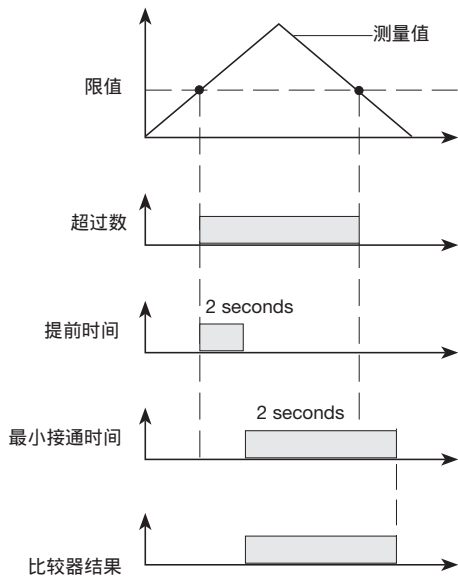 测量值
限值
超过数
2 seconds
提前时间
2 seconds
最小接通时间
比较器结果